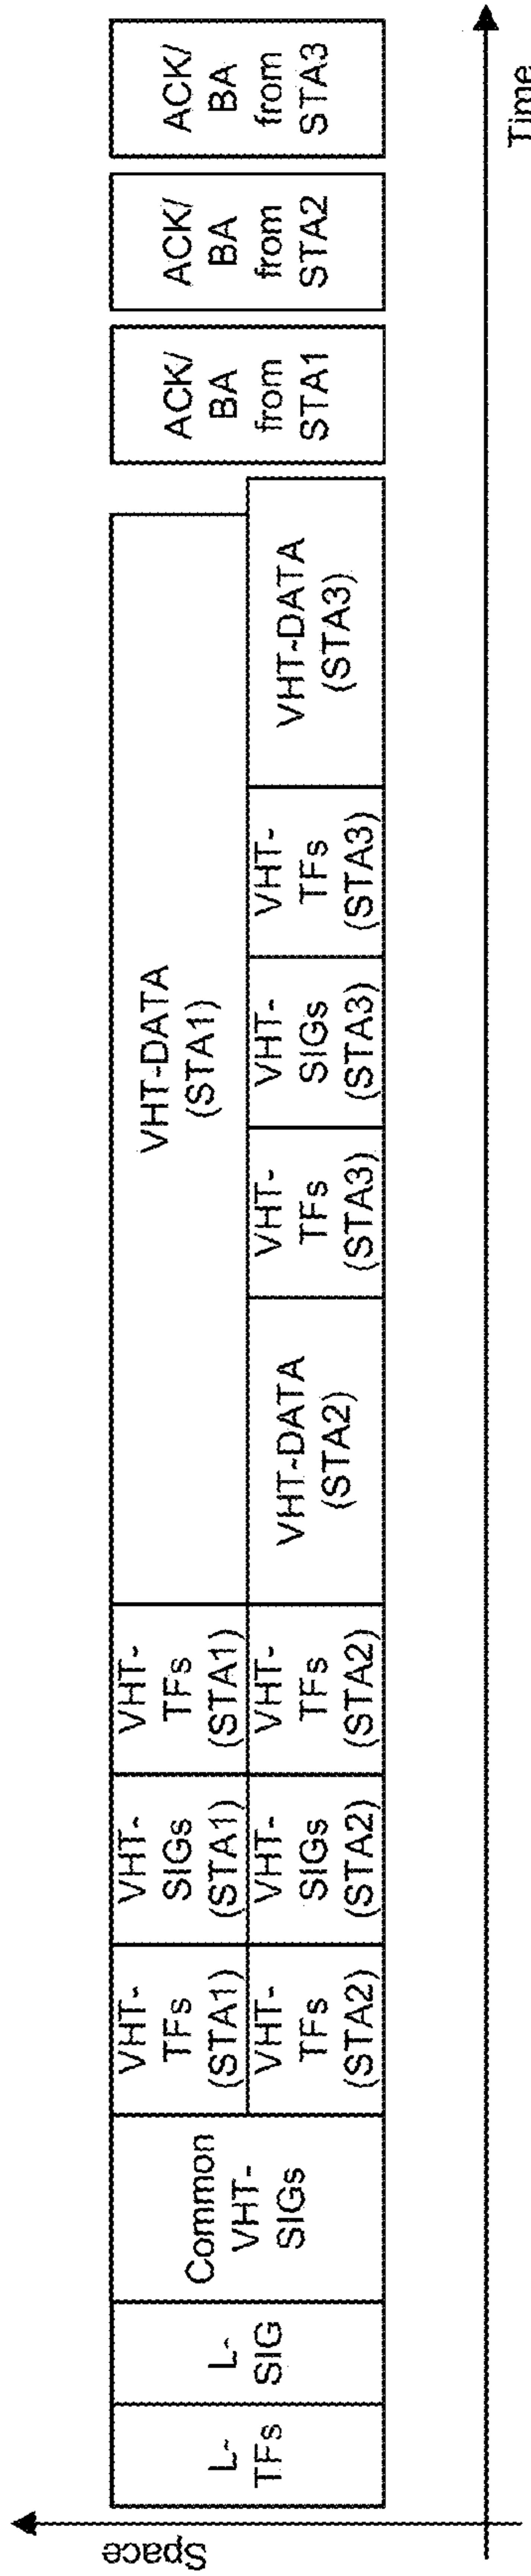 Space
L-
TFs
L-
SIG
Common
VHT-
SIGs
VHT-
TFs
(STA1)
VHT-
SIGs
(STA1)
VHT-
TFs
(STA1)
VHT-DATA
(STA1)
VHT-
TFs
(STA2)
VHT-
SIGs
(STA2)
VHT-
TFs
(STA2)
VHT-DATA
(STA2)
VHT-
TFs
(STA3)
VHT-
SIGs
(STA3)
VHT-
TFs
(STA3)
VHT-DATA
(STA3)
ACK/
BA
from
STA1
ACK/
BA
from
STA2
ACK/
BA
from
STA3
Time